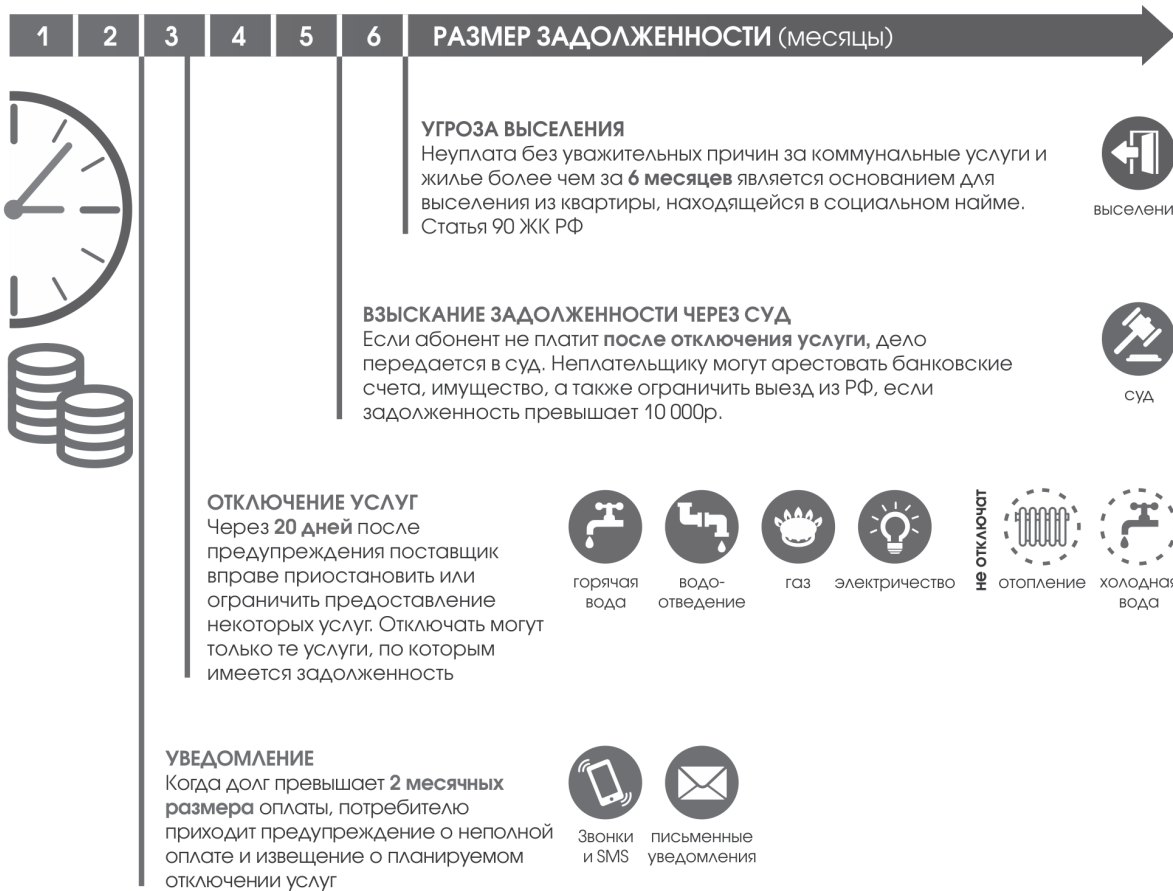 1 2 3 4 5 6 РАЗМЕР ЗАДОЛЖЕННОСТИ (месяцы)
УГРОЗА ВЫСЕЛЕНИЯ
Неуплата без уважительных причин за коммунальные услуги и
жилье более чем за 6 месяцев является основанием для
выселения из квартиры, находящейся в социальном найме.
Статья 90 ЖК РФ
выселени
ВЗЫСКАНИЕ ЗАДОЛЖЕННОСТИ ЧЕРЕЗ СУД
Если абонент не платит после отключения услуги, дело
передается в суд. Неплательщику могут арестовать банковские
счета, имущество, а также ограничить выезд из РФ, если
задолженность превышает 10 000р.
суд
ОТКЛЮЧЕНИЕ УСЛУГ
Через 20 дней после
предупреждения поставщик
вправе приостановить или
ограничить предоставление
некоторых услуг. Отключать могут
только те услуги, по которым
имеется задолженность
горячая
вода
водо-
отведение
газ
электричество
не отключат
отопление
холодная
вода
УВЕДОМЛЕНИЕ
Когда долг превышает 2 месячных
размера оплаты, потребителю
приходит предупреждение о неполной
оплате и извещение о планируемом
отключении услуг
Звонки
и SMS
письменные
уведомления